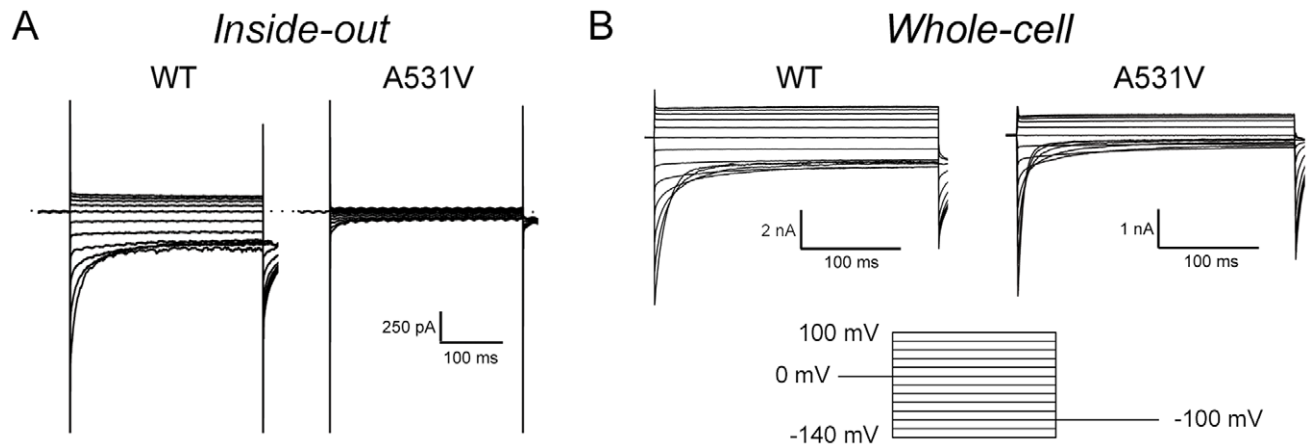 A
Inside-out
WT
A531V
250 pA
100 ms
B
Whole-cell
WT
A531V
2 nA
100 ms
1 nA
100 ms
100 mV
0 mV
-100 mV
-140 mV